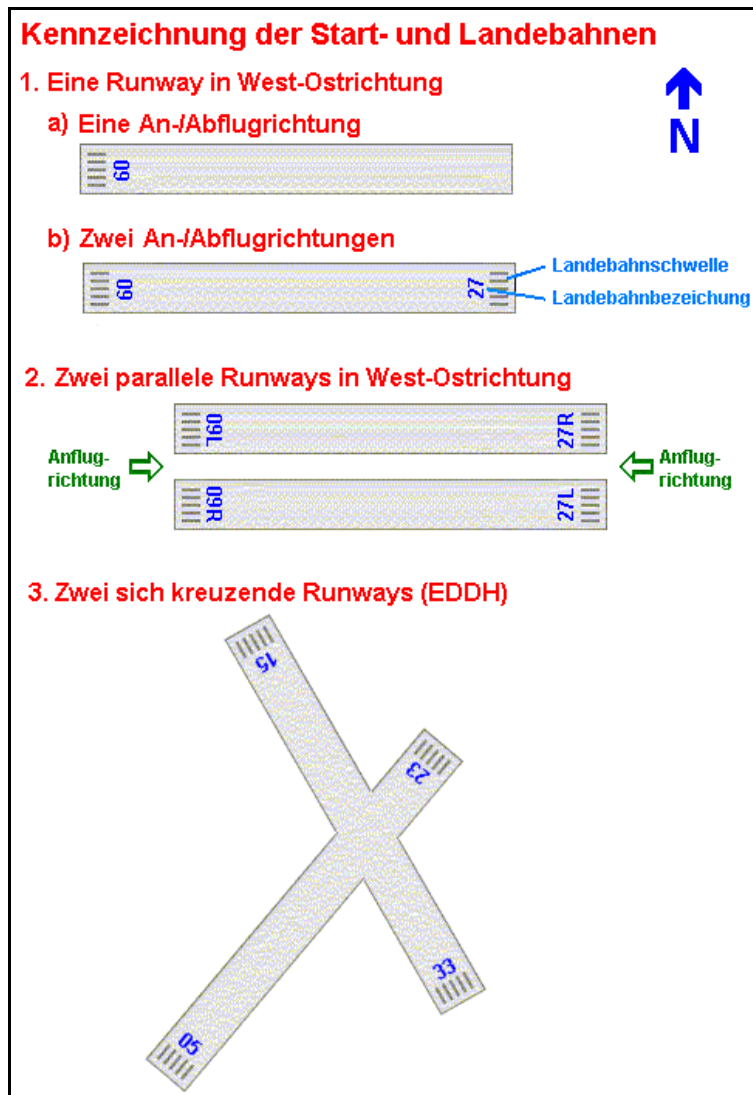 Kennzeichnung der Start- und Landebahnen
1. Eine Runway in West-Ostrichtung
N
a) Eine An-/Abflugrichtung
09
b) Zwei An-/Abflugrichtungen
09
27
Landebahnschwelle
Landebahnbezeichung
2. Zwei parallele Runways in West-Ostrichtung
Anflug-
richtung
09L
27R
09R
27L
Anflug-
richtung
3. Zwei sich kreuzende Runways (EDDH)
15
23
33
05